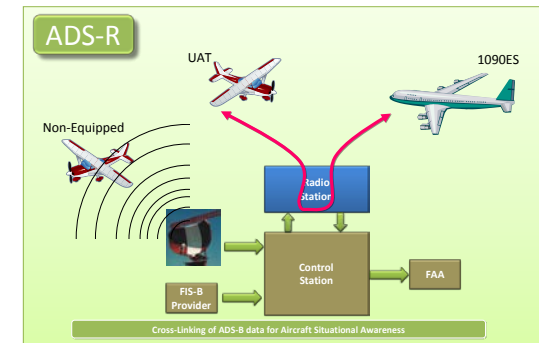 ADS-R
UAT
1090ES
Non-Equipped
Radio
Station
Control
Station
FAA
FIS-B
Provider
Cross-Linking of ADS-B data for Aircraft Situational Awareness